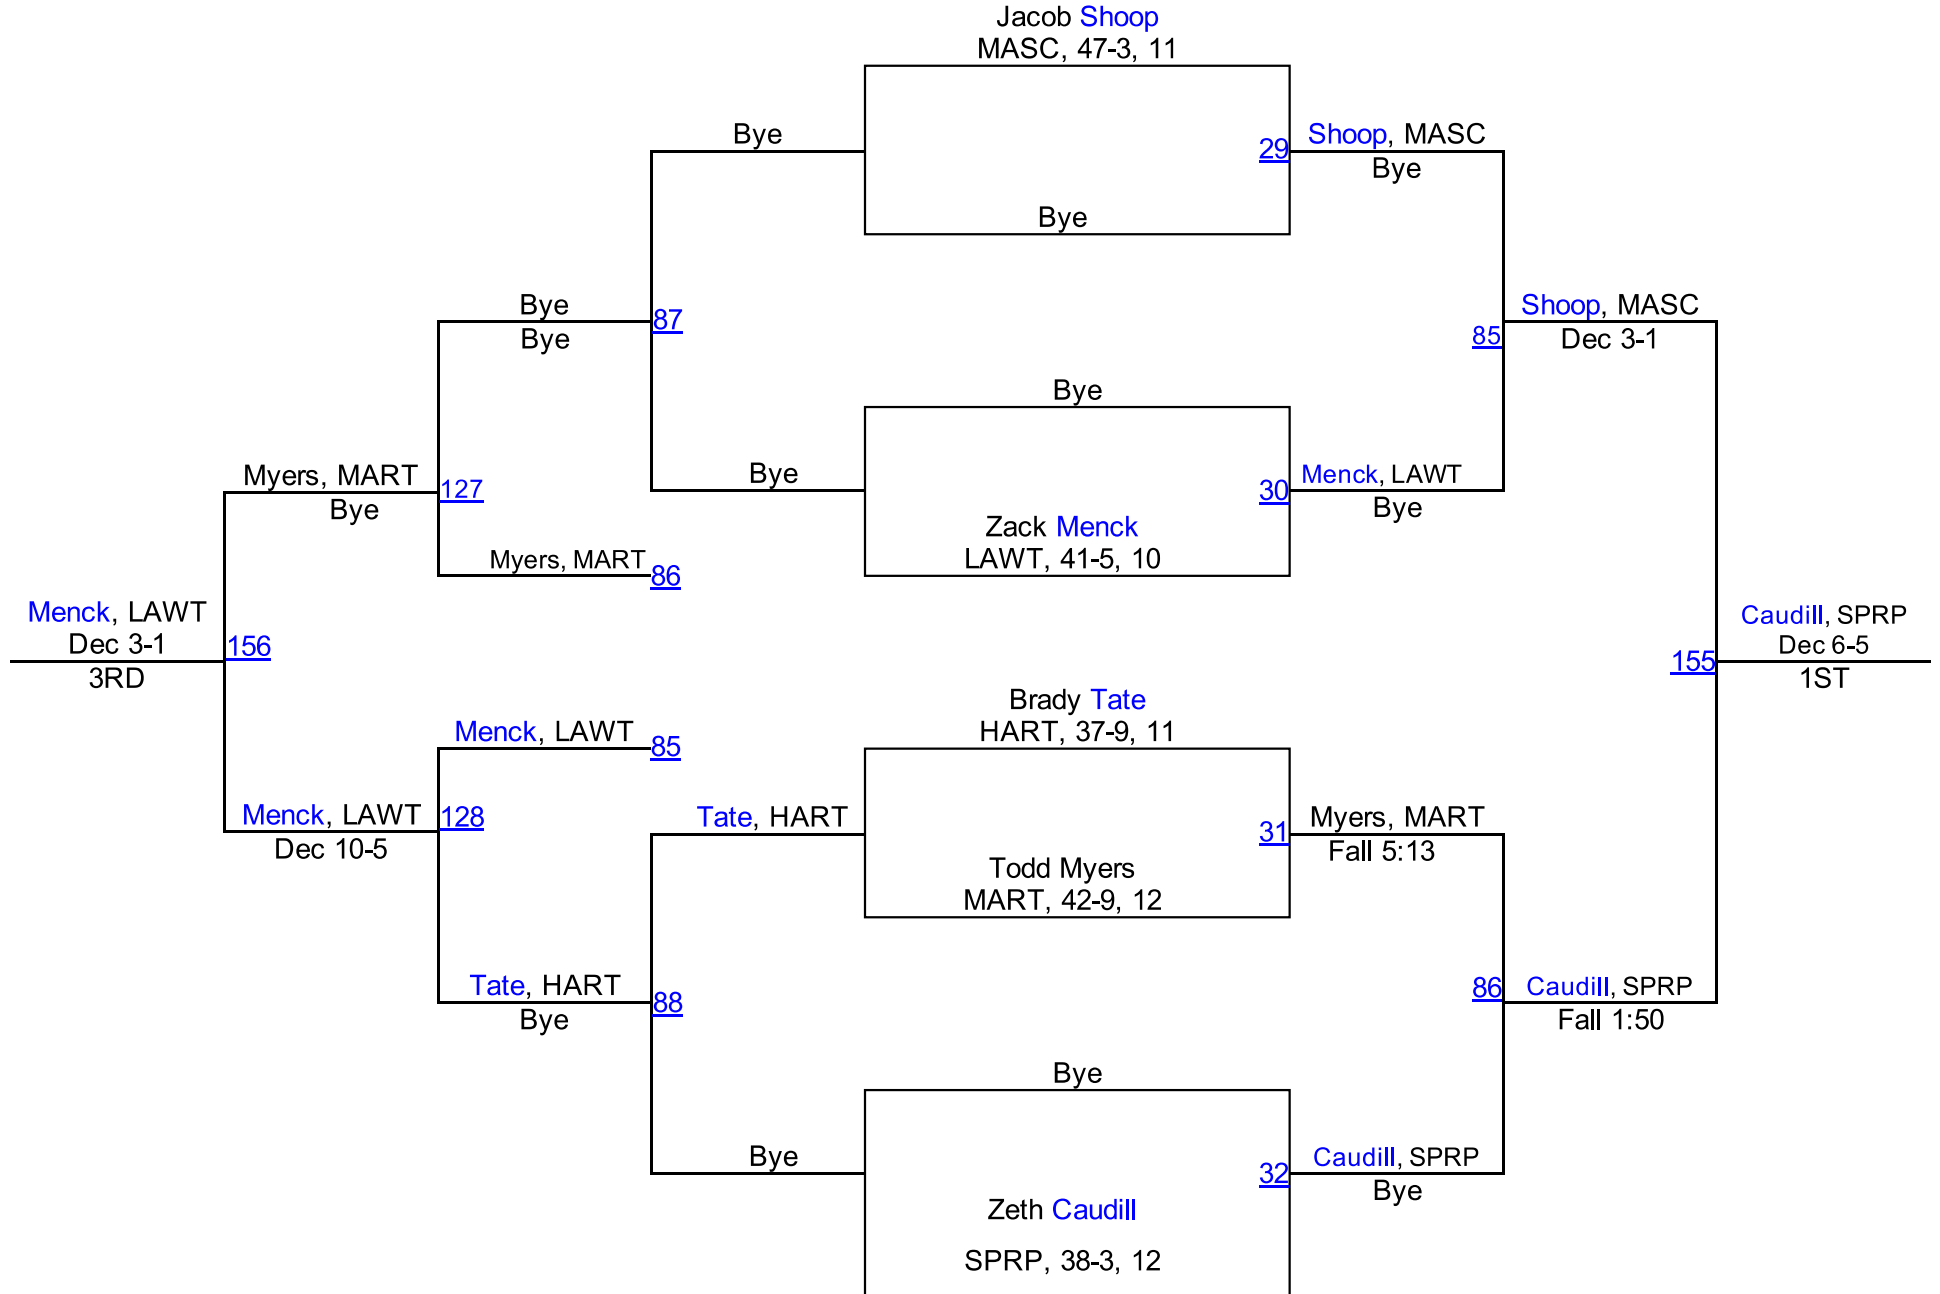 Jacob Shoop
MASC, 47-3, 11
Bye
29
Shoop, MASC
Bye
Bye
Bye
Bye
87
85
Shoop, MASC
Dec 3-1
Bye
Myers, MART
Bye
127
Bye
30
Menck, LAWT
Bye
Zack Menck
LAWT, 41-5, 10
Myers, MART
86
Menck, LAWT
Dec 3-1
3RD
156
155
Caudill, SPRP
Dec 6-5
1ST
Brady Tate
HART, 37-9, 11
Menck, LAWT
85
Menck, LAWT
Dec 10-5
128
Tate, HART
31
Myers, MART
Fall 5:13
Todd Myers
MART, 42-9, 12
Tate, HART
Bye
88
86
Caudill, SPRP
Fall 1:50
Bye
Bye
32
Caudill, SPRP
Bye
Zeth Caudill
SPRP, 38-3, 12